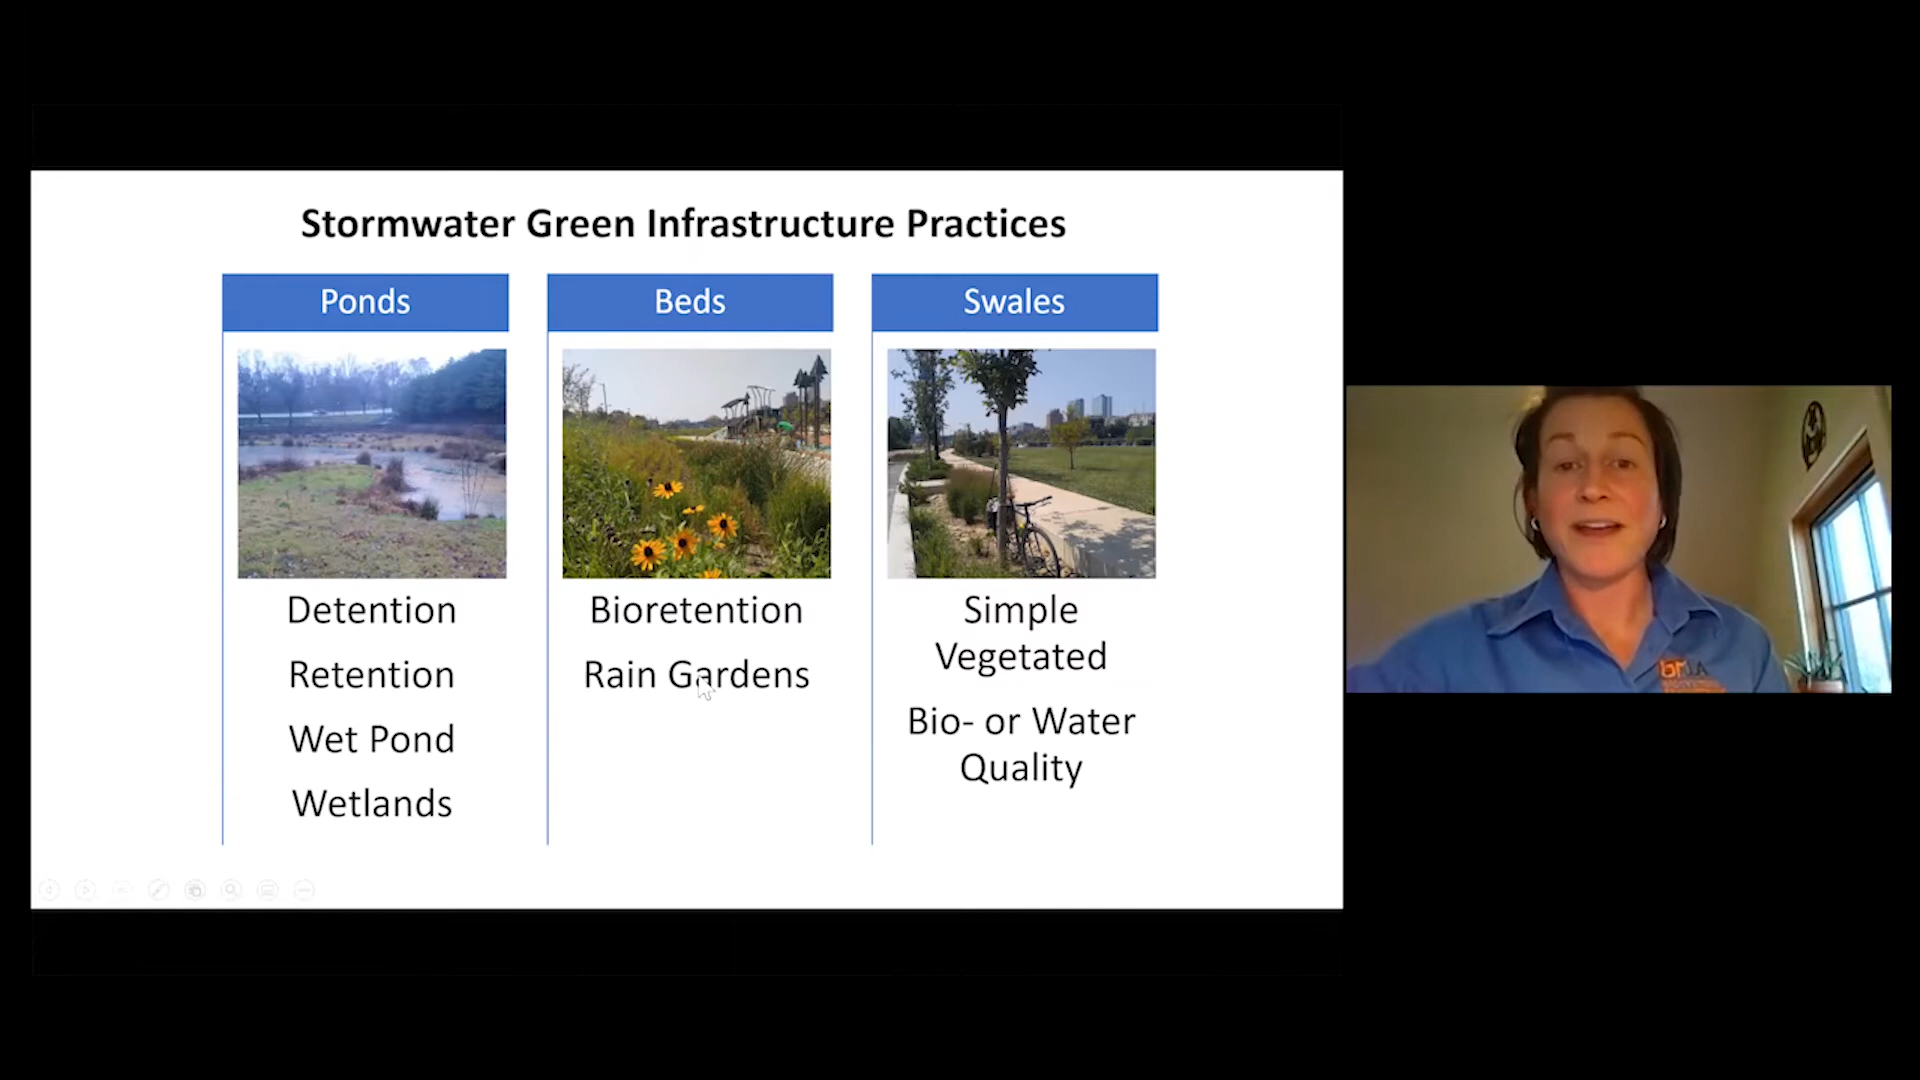 Stormwater Green Infrastructure Practices
Ponds
Detention
Retention
Wet Pond
Wetlands
Beds
Bioretention
Rain Gardens
Swales
Simple
Vegetated
Bio- or Water
Quality